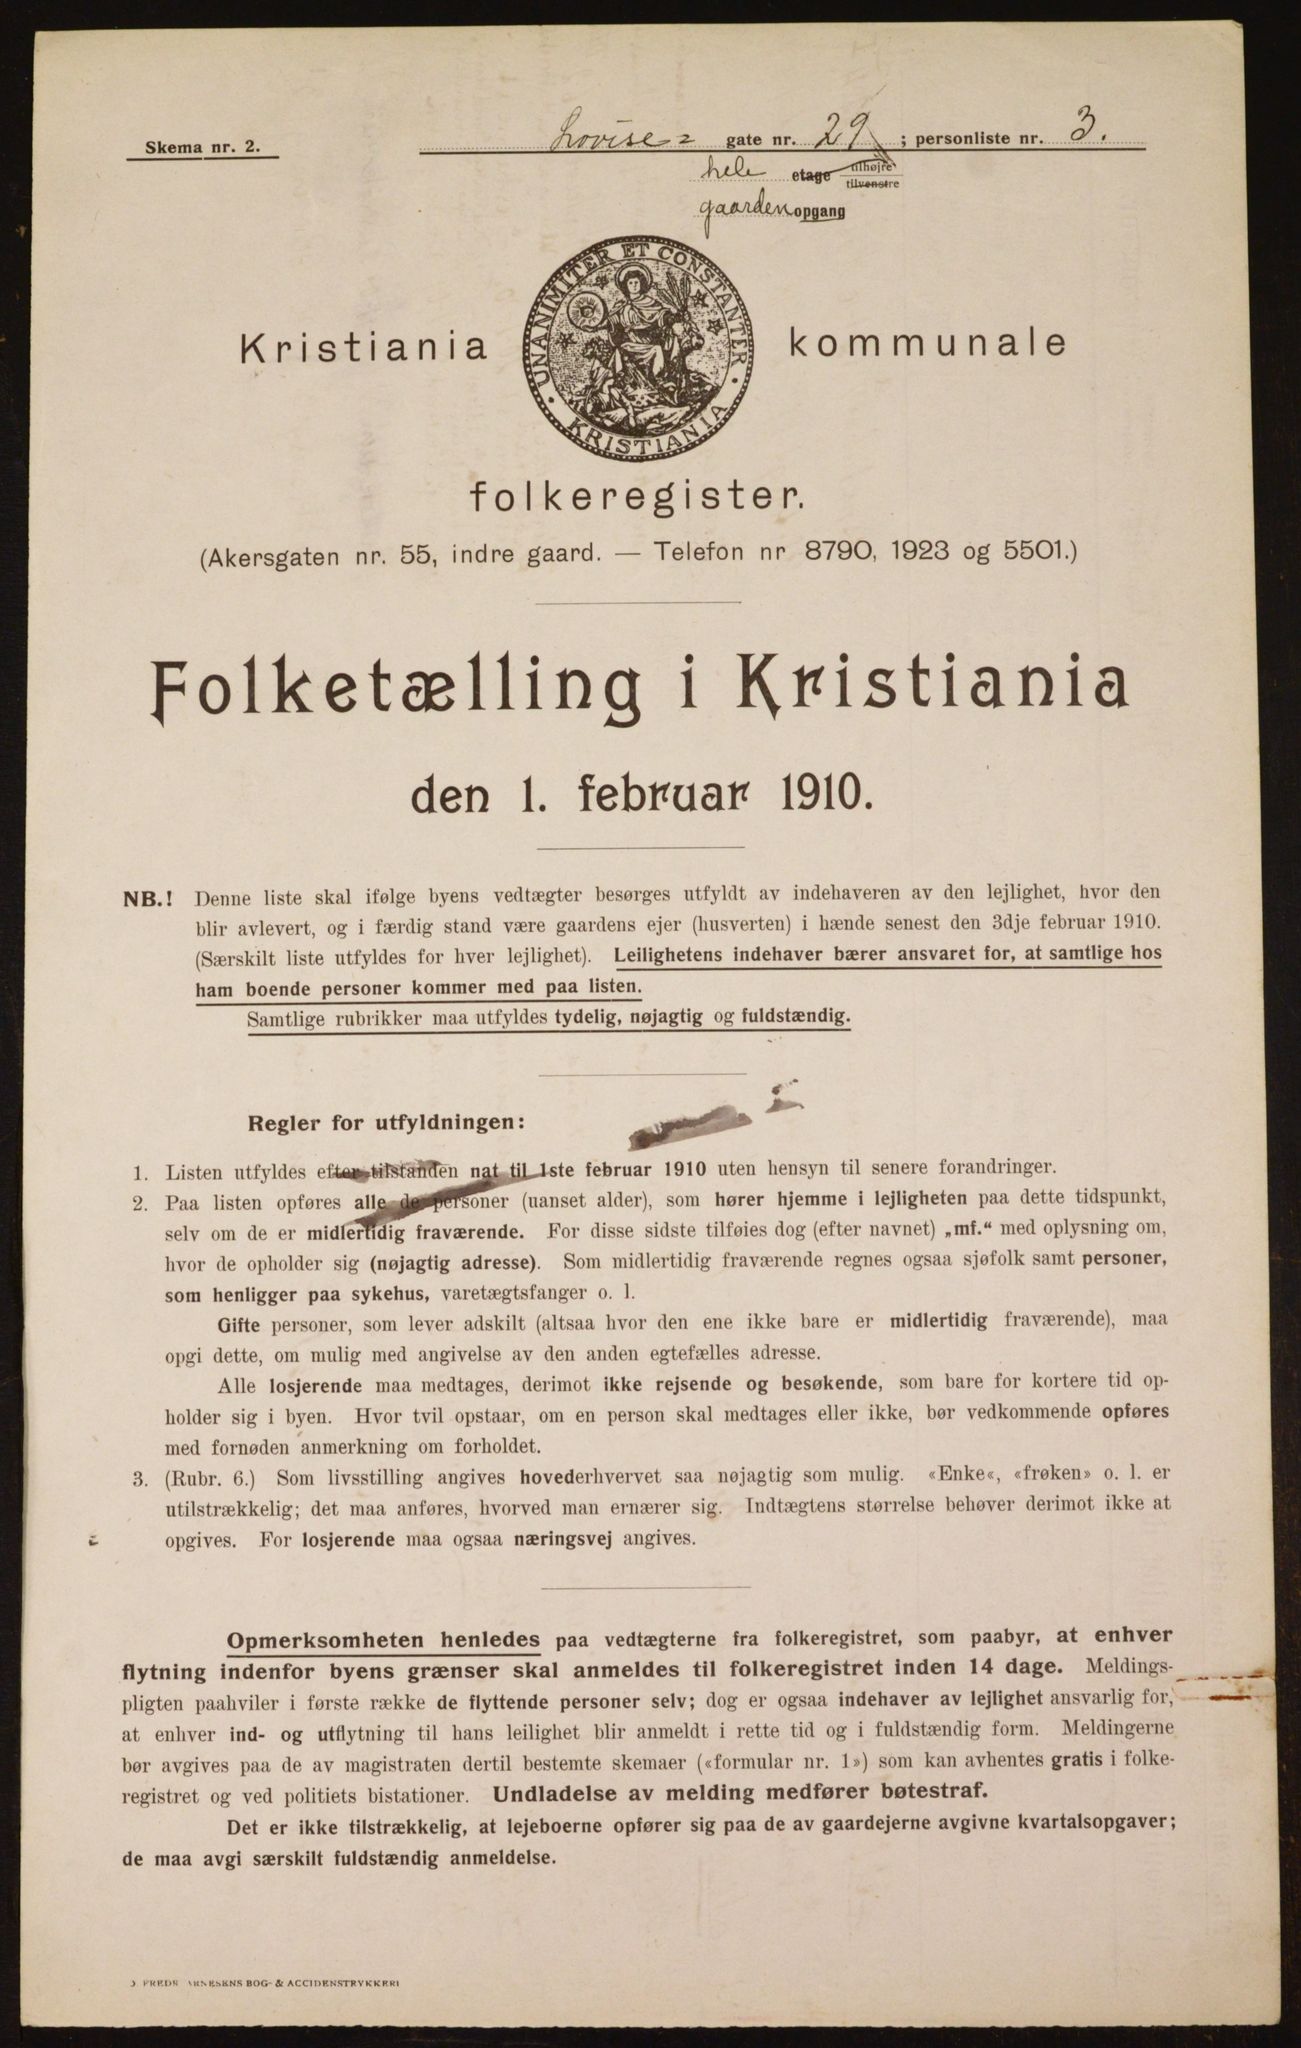 Skema nr. 2.
Lovise= gate nr. 29 ; personliste nr. 3.
hele etage tilhøjre
tilvenstre
gaarden opgang
UNANIMITER ET CONSTANTER
KRISTIANIA
Kristiania kommunale
folkeregister.
(Akersgaten nr. 55, indre gaard. — Telefon nr 8790, 1923 og 5501.)
Folketælling i Kristiania
den 1. februar 1910.
NB.! Denne liste skal ifølge byens vedtægter besørges utfyldt av indehaveren av den lejlighet, hvor den
blir avlevert, og i færdig stand være gaardens ejer (husverten) i hænde senest den 3dje februar 1910.
(Særskilt liste utfyldes for hver lejlighet). Leilighetens indehaver bærer ansvaret for, at samtlige hos
ham boende personer kommer med paa listen.
Samtlige rubrikker maa utfyldes tydelig, nøjagtig og fuldstændig.
Regler for utfyldningen:
1. Listen utfyldes efter tilstanden nat til 1ste februar 1910 uten hensyn til senere forandringer.
2. Paa listen opføres alle de personer (uanset alder), som hører hjemme i lejligheten paa dette tidspunkt,
selv om de er midlertidig fraværende. For disse sidste tilføies dog (efter navnet) „mf.“ med oplysning om,
hvor de opholder sig (nøjagtig adresse). Som midlertidig fraværende regnes ogsaa sjøfolk samt personer,
som henligger paa sykehus, varetægtsfanger o. l.
Gifte personer, som lever adskilt (altsaa hvor den ene ikke bare er midlertidig fraværende), maa
opgi dette, om mulig med angivelse av den anden egtefælles adresse.
Alle losjerende maa medtages, derimot ikke rejsende og besøkende, som bare for kortere tid op-
holder sig i byen. Hvor tvil opstaar, om en person skal medtages eller ikke, bør vedkommende opføres
med fornøden anmerkning om forholdet.
3. (Rubr. 6.) Som livsstilling angives hovederhvervet saa nøjagtig som mulig. «Enke«, «frøken» o. l. er
utilstrækkelig; det maa anføres, hvorved man ernærer sig. Indtægtens størrelse behøver derimot ikke at
opgives. For losjerende maa ogsaa næringsvej angives.
Opmerksomheten henledes paa vedtægterne fra folkeregistret, som paabyr, at enhver
flytning indenfor byens grænser skal anmeldes til folkeregistret inden 14 dage. Meldings-
pligten paahviler i første række de flyttende personer selv; dog er ogsaa indehaver av lejlighet ansvarlig for,
at enhver ind- og utflytning til hans leilighet blir anmeldt i rette tid og i fuldstændig form. Meldingerne
bør avgives paa de av magistraten dertil bestemte skemaer («formular nr. 1») som kan avhentes gratis i folke-
registret og ved politiets bistationer. Undladelse av melding medfører bøtestraf.
Det er ikke tilstrækkelig, at lejeboerne opfører sig paa de av gaardejerne avgivne kvartalsopgaver;
de maa avgi særskilt fuldstændig anmeldelse.
BOG- & ACCIDENSTRYKKERI